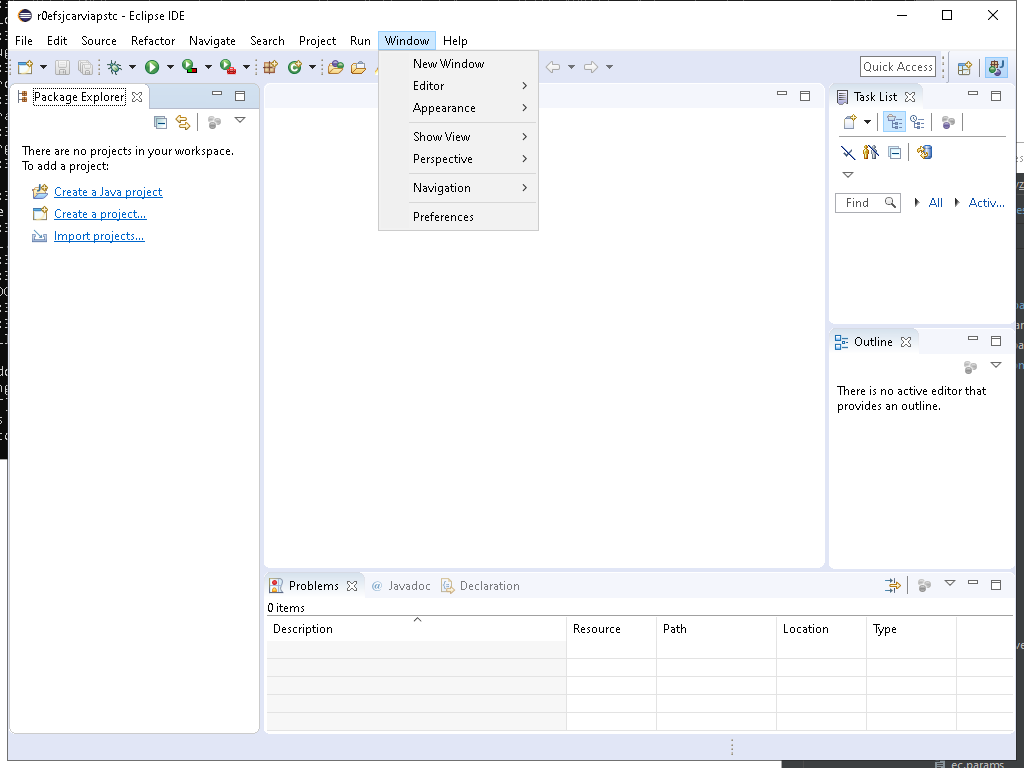 r0efsjcarviapstc - Eclipse IDE
File Edit Source Refactor Navigate Search Project Run Window Help
New Window
Editor
Appearance
Show View
Perspective
Navigation
Preferences
Quick Access
Package Explorer
There are no projects in your workspace.
To add a project:
Create a Java project
Create a project...
Import projects...
Task List
Find All Activ...
Outline
There is no active editor that
provides an outline.
Problems @ Javadoc Declaration
0 items
Description Resource Path Location Type
ec.params